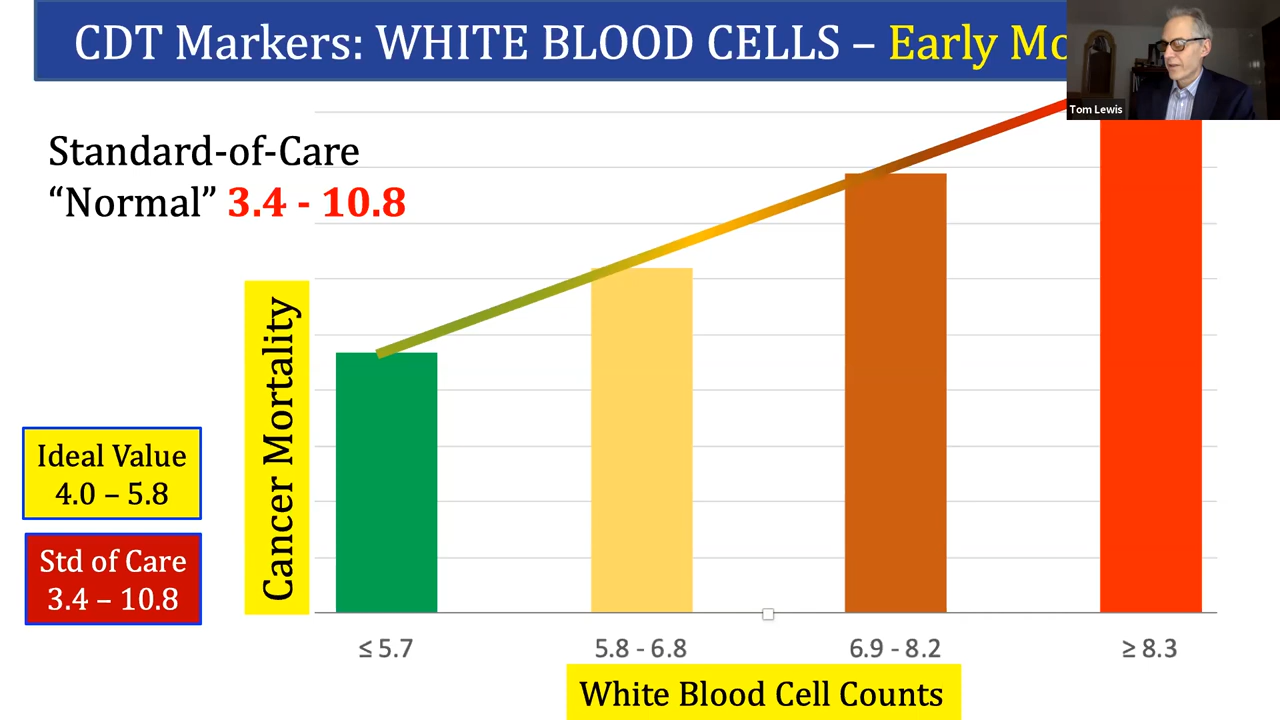 CDT Markers: WHITE BLOOD CELLS – Early Mo
Tom Lewis
Standard-of-Care
“Normal” 3.4 - 10.8
Cancer Mortality
Ideal Value
4.0 – 5.8
Std of Care
3.4 – 10.8
≤ 5.7
5.8 - 6.8
6.9 - 8.2
≥ 8.3
White Blood Cell Counts